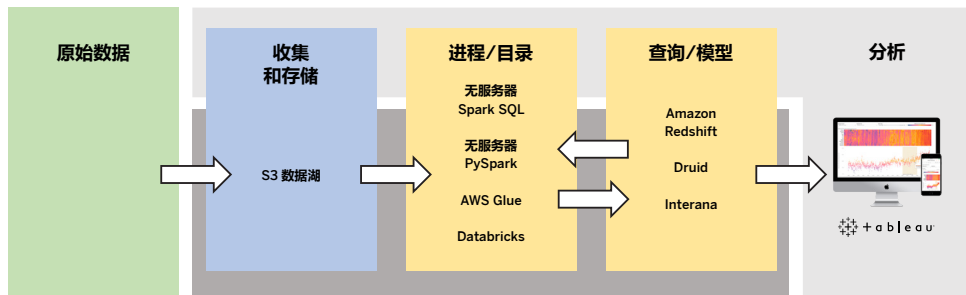 原始数据
收集
和存储
S3 数据湖
进程/目录
无服务器
Spark SQL
无服务器
PySpark
AWS Glue
Databricks
查询/模型
Amazon
Redshift
Druid
Interana
分析
+ableau